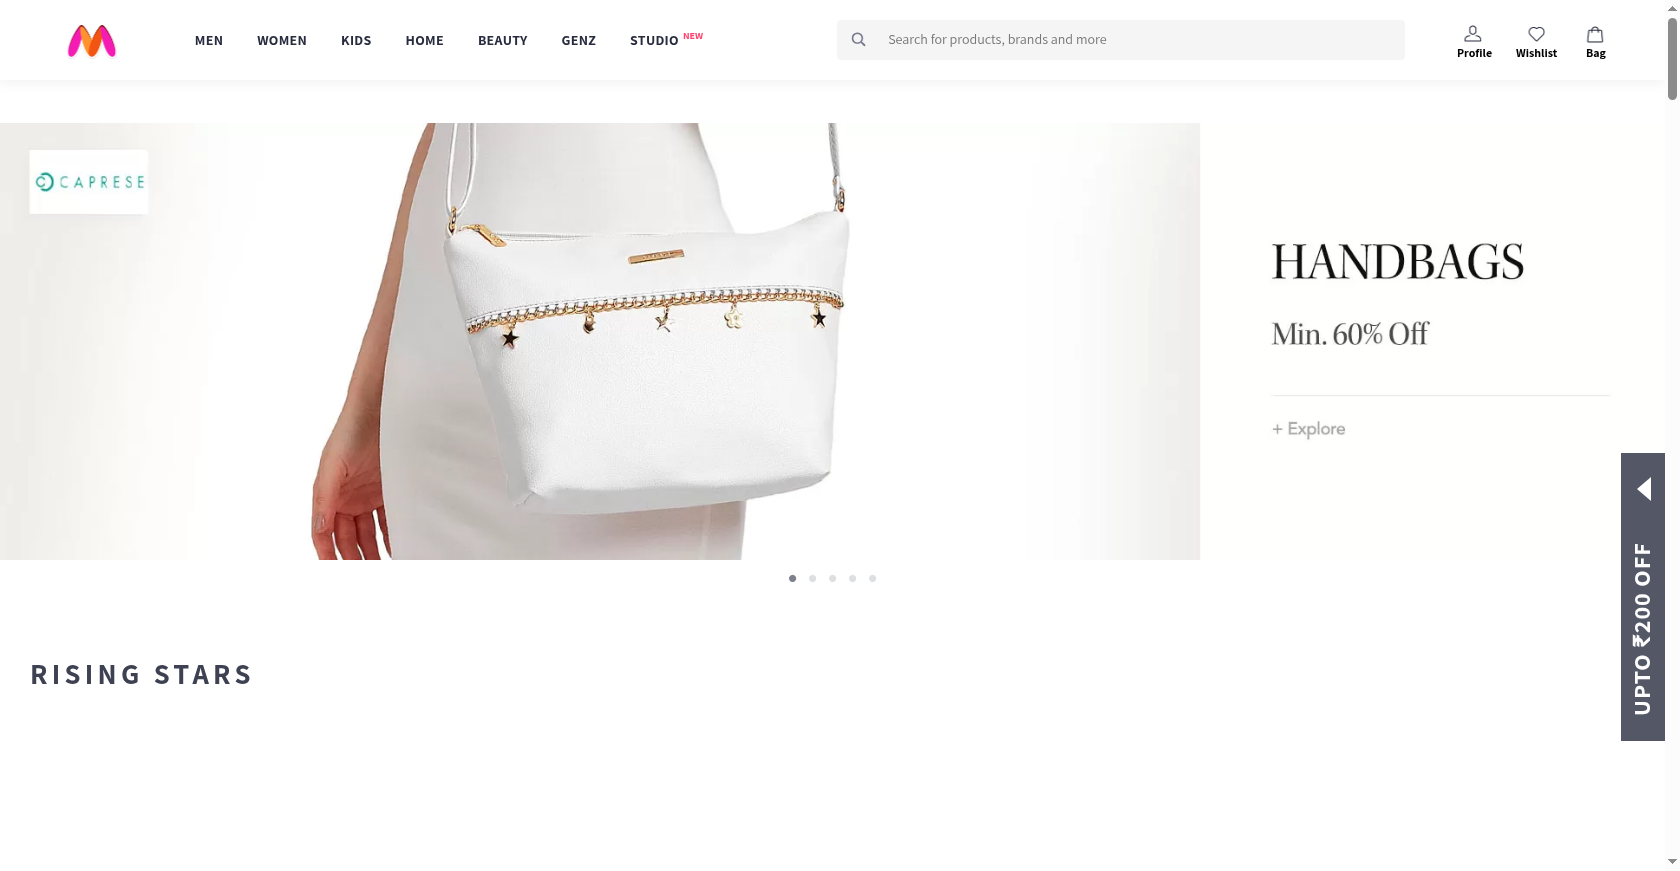 MEN WOMEN KIDS HOME BEAUTY GENZ STUDIO NEW
Search for products, brands and more
Profile Wishlist Bag
CAPRESE
HANDBAGS
Min. 60% Off
+ Explore
UPTO ₹200 OFF
RISING STARS